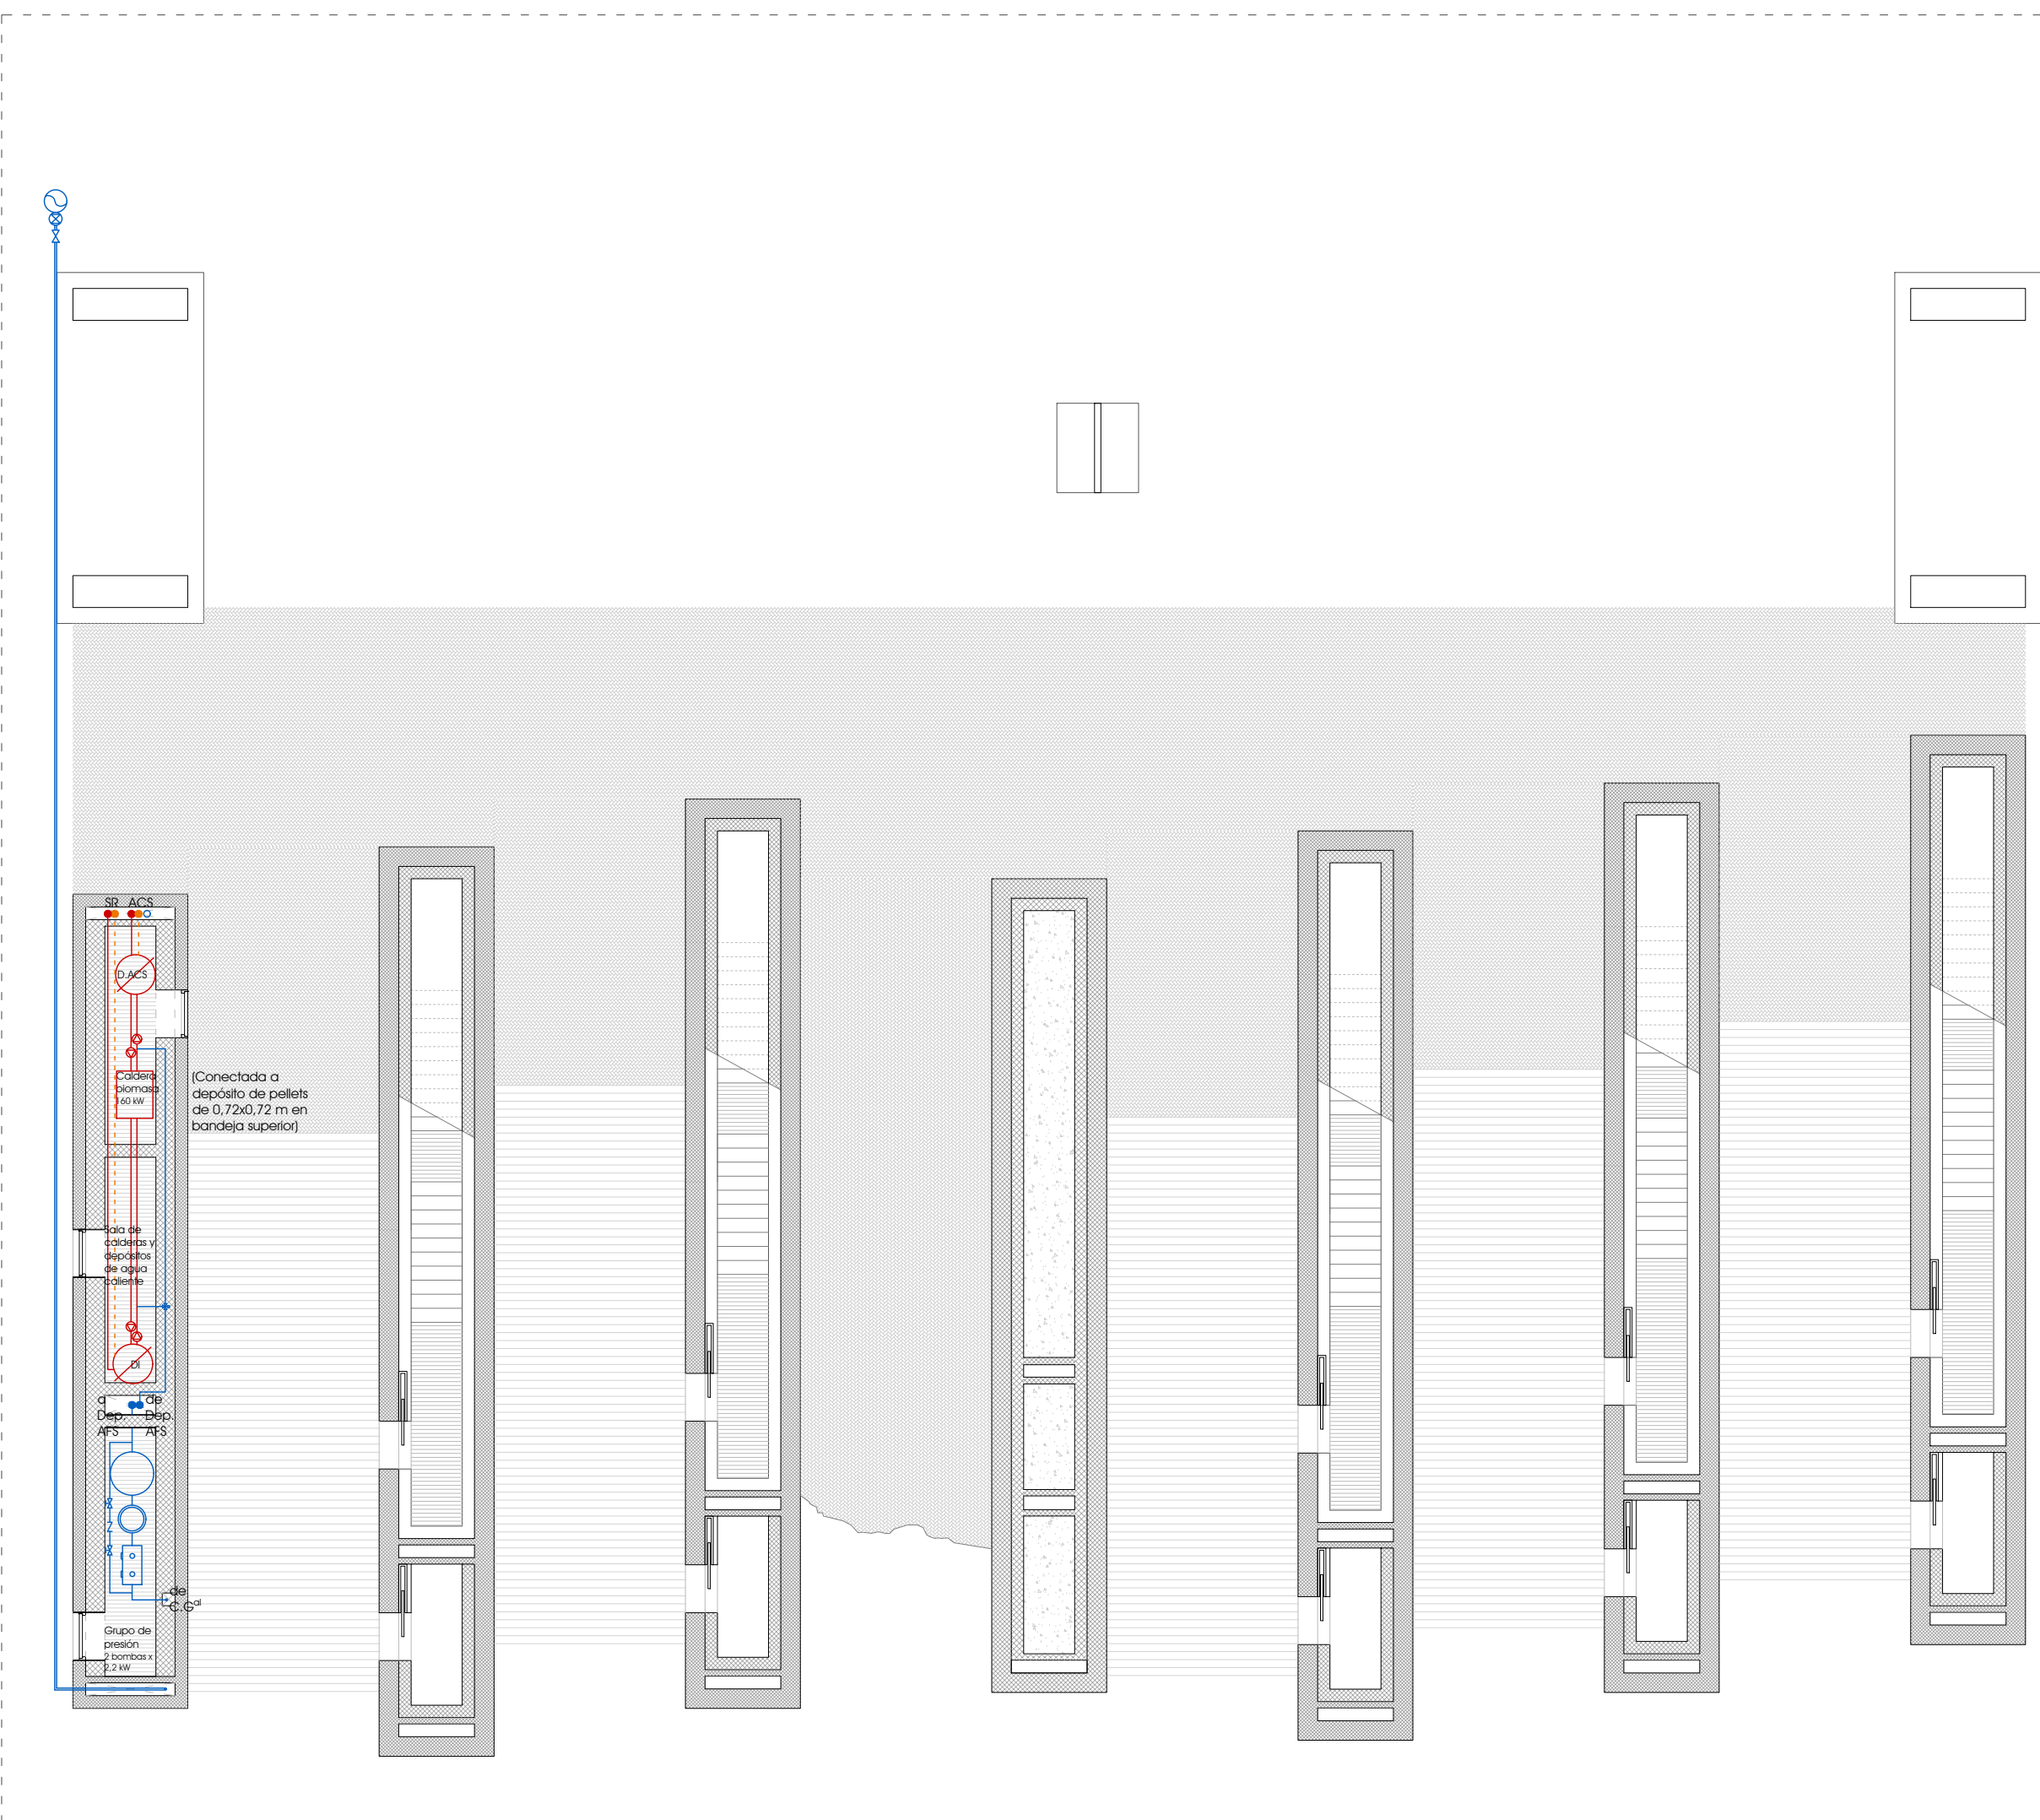 SR ACS
D.ACS
Caldera
biomasa
160 kW
(Conectada a
depósito de pellets
de 0,72x0,72 m en
bandeja superior)
Sala de
calderas y
depósitos
de agua
caliente
DI
a
Dep.
AFS
de
Dep.
AFS
de
C.Gal
Grupo de
presión
2 bombas x
2,2 kW